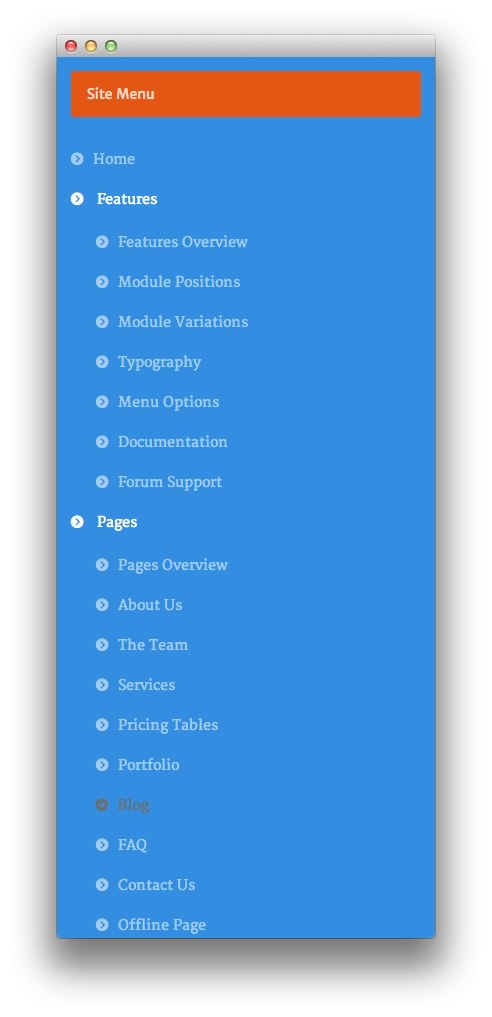 Site Menu
Home
Features
Features Overview
Module Positions
Module Variations
Typography
Menu Options
Documentation
Forum Support
Pages
Pages Overview
About Us
The Team
Services
Pricing Tables
Portfolio
Blog
FAQ
Contact Us
Offline Page